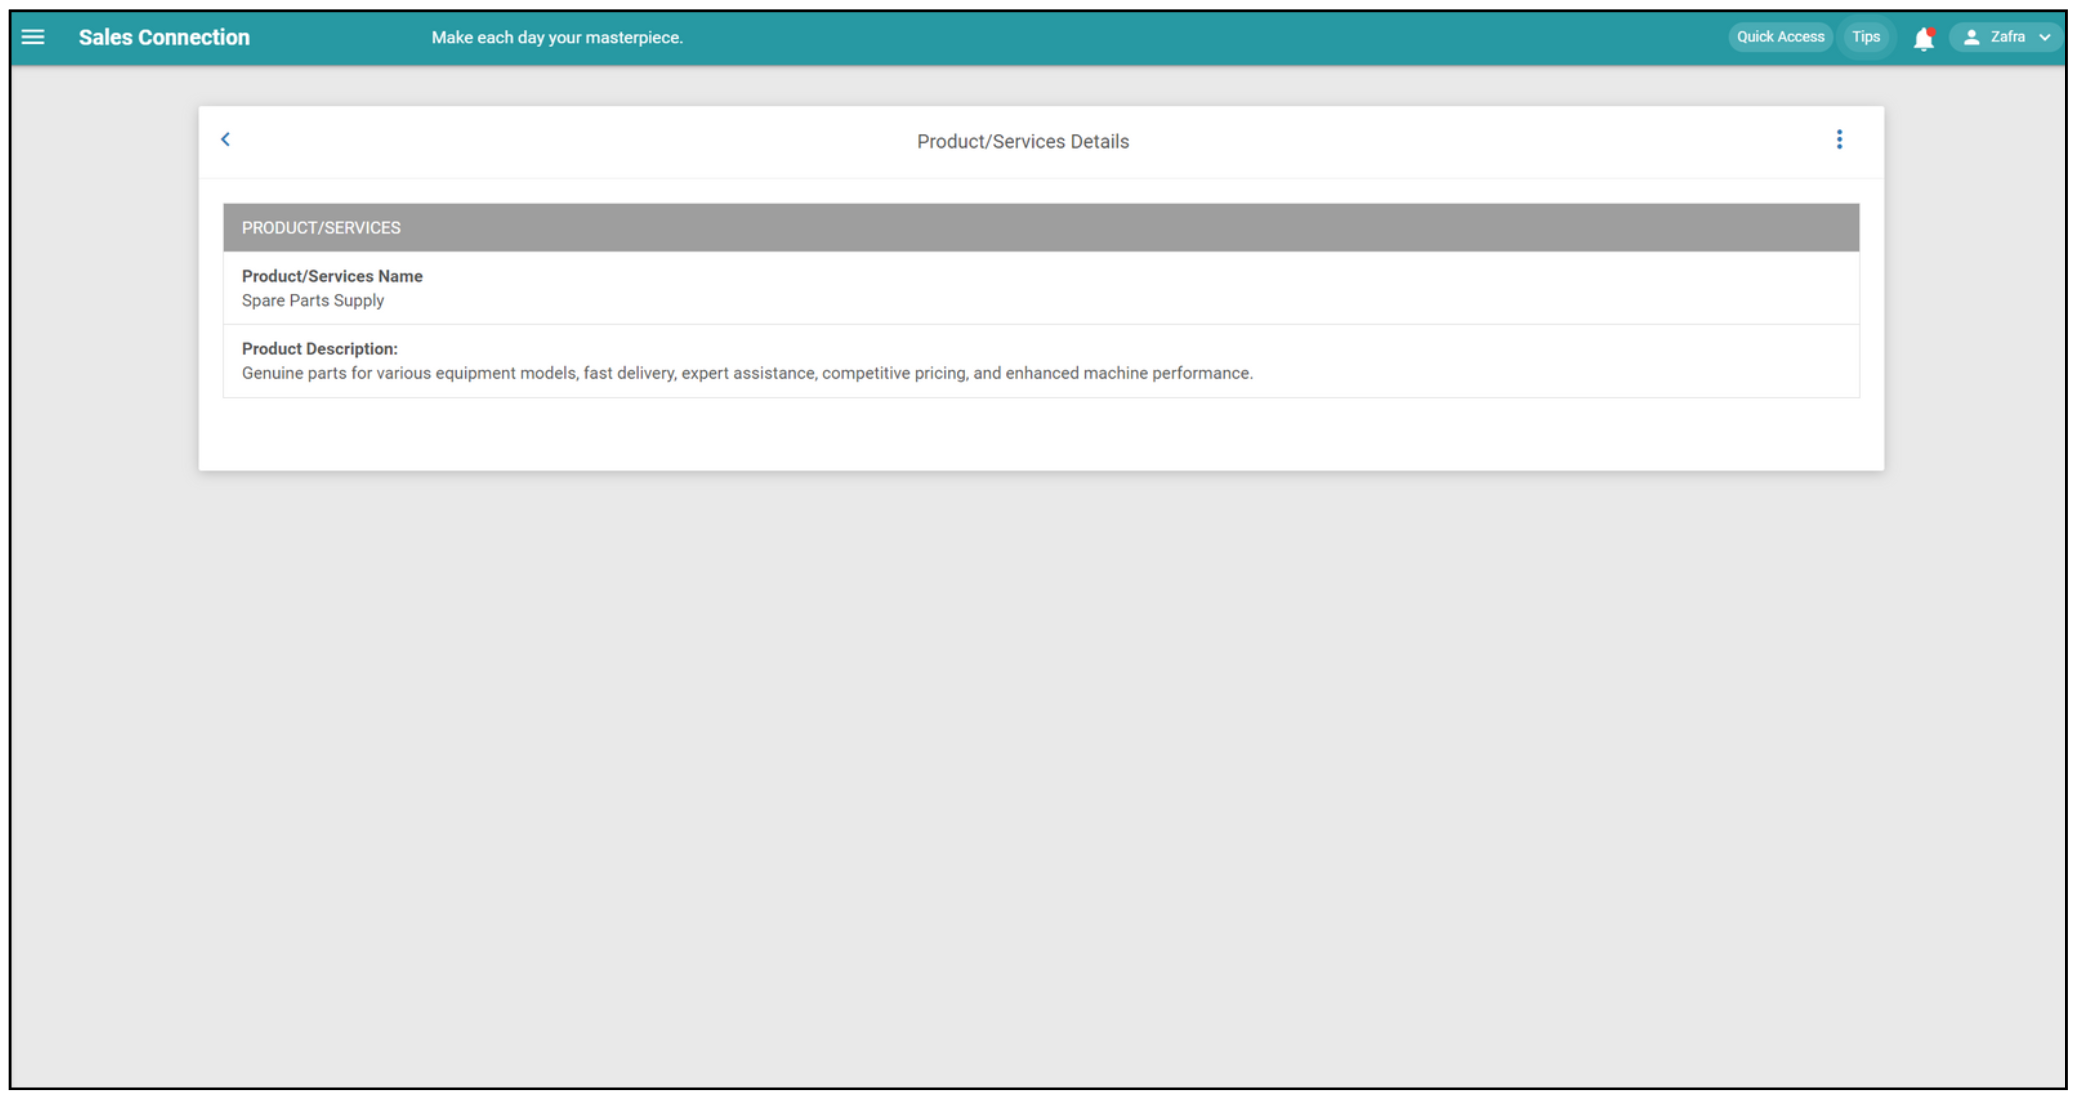 Sales Connection
Make each day your masterpiece.
Quick Access
Tips
Zafra
Product/Services Details
PRODUCT/SERVICES
Product/Services Name
Spare Parts Supply
Product Description:
Genuine parts for various equipment models, fast delivery, expert assistance, competitive pricing, and enhanced machine performance.